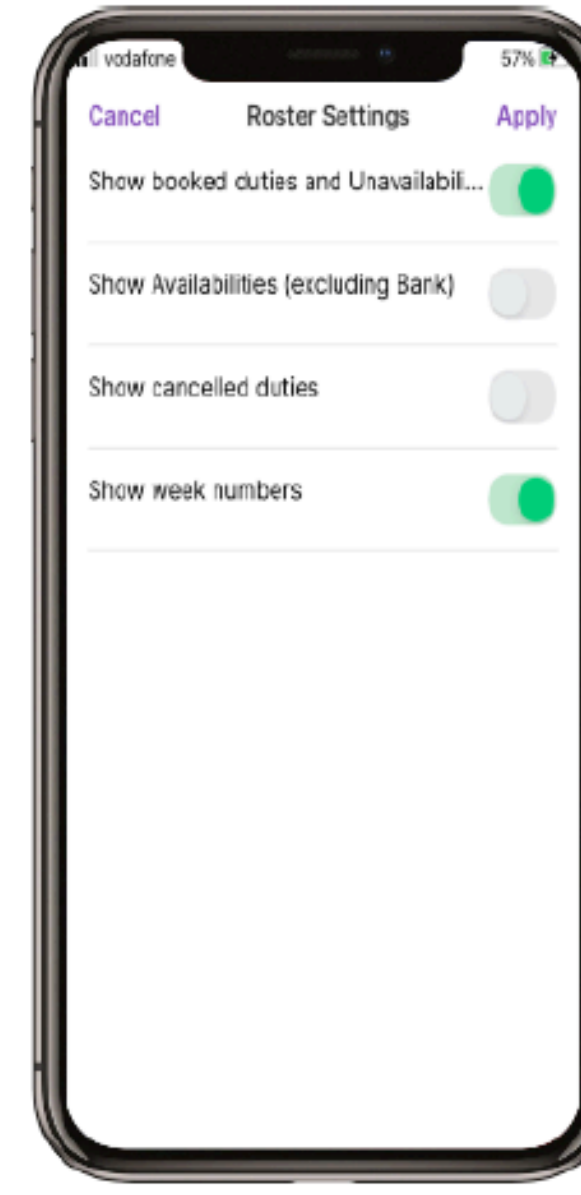 vodafone 57%
Cancel Roster Settings Apply
Show booked duties and Unavailabili...
Show Availabilities (excluding Bank)
Show cancelled duties
Show week numbers